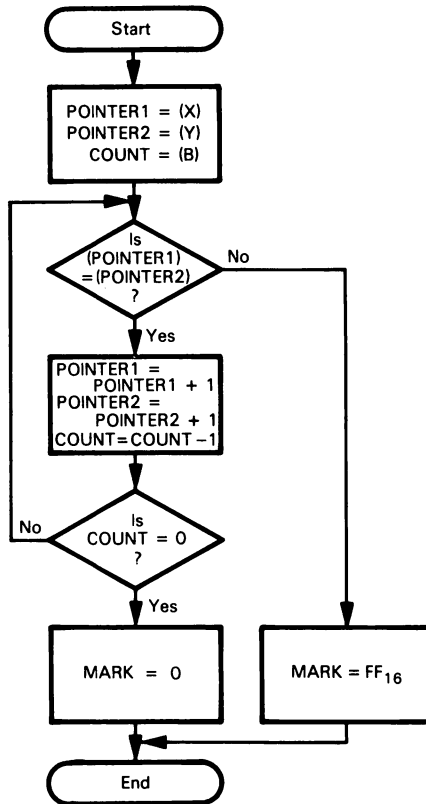 Start
POINTER1 = (X)
POINTER2 = (Y)
COUNT = (B)
Is
(POINTER1)
=(POINTER2)
?
No
Yes
POINTER1 =
POINTER1 + 1
POINTER2 =
POINTER2 + 1
COUNT=COUNT-1
Is
COUNT = 0
?
No
Yes
MARK = 0
MARK = FF16
End